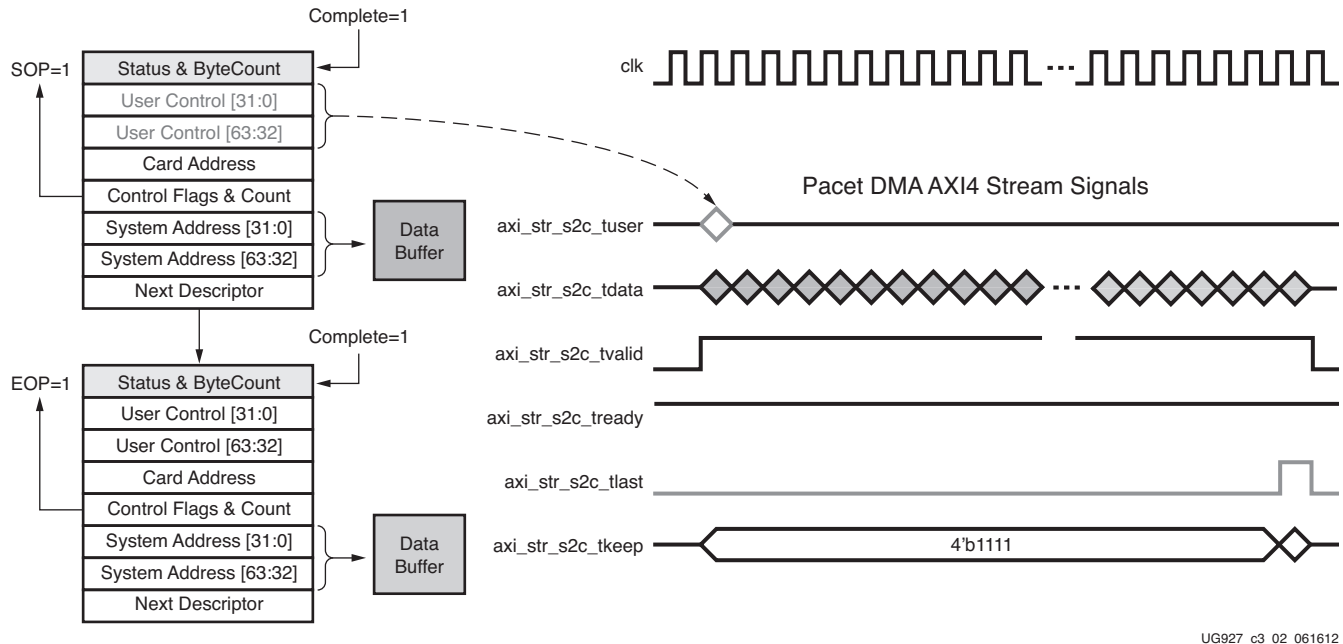 Complete=1
SOP=1
Status & ByteCount
User Control [31:0]
User Control [63:32]
Card Address
Control Flags & Count
System Address [31:0]
System Address [63:32]
Next Descriptor
Data
Buffer
Complete=1
EOP=1
Status & ByteCount
User Control [31:0]
User Control [63:32]
Card Address
Control Flags & Count
System Address [31:0]
System Address [63:32]
Next Descriptor
Data
Buffer
clk
Pacet DMA AXI4 Stream Signals
axi_str_s2c_tuser
axi_str_s2c_tdata
axi_str_s2c_tvalid
axi_str_s2c_tready
axi_str_s2c_tlast
axi_str_s2c_tkeep
4'b1111
UG927_c3_02_061612